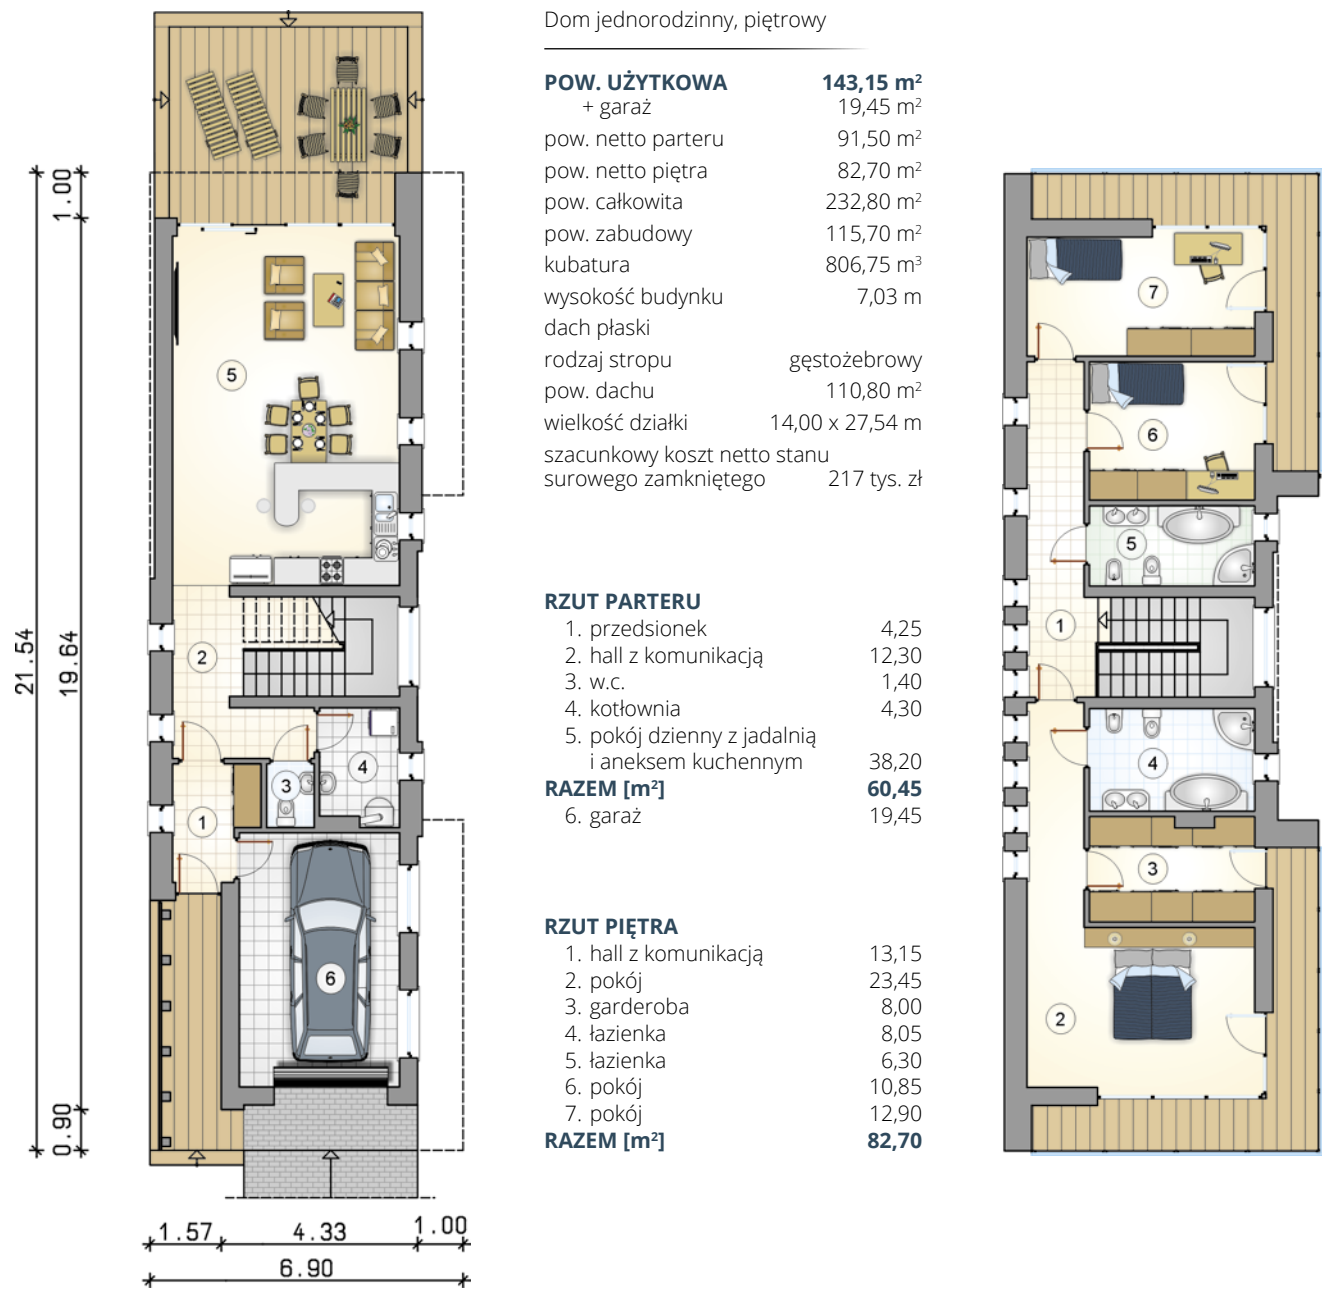 Dom jednorodzinny, piętrowy
POW. UŻYTKOWA 143,15 m²
+ garaż 19,45 m²
pow. netto parteru 91,50 m²
pow. netto piętra 82,70 m²
pow. całkowita 232,80 m²
pow. zabudowy 115,70 m²
kubatura 806,75 m³
wysokość budynku 7,03 m
dach płaski
rodzaj stropu gęstożebrowy
pow. dachu 110,80 m²
wielkość działki 14,00 x 27,54 m
szacunkowy koszt netto stanu
surowego zamkniętego 217 tys. zł
RZUT PARTERU
1. przedsionek 4,25
2. hall z komunikacją 12,30
3. w.c. 1,40
4. kotłownia 4,30
5. pokój dzienny z jadalnią
i aneksem kuchennym 38,20
RAZEM [m²] 60,45
6. garaż 19,45
RZUT PIĘTRA
1. hall z komunikacją 13,15
2. pokój 23,45
3. garderoba 8,00
4. łazienka 8,05
5. łazienka 6,30
6. pokój 10,85
7. pokój 12,90
RAZEM [m²] 82,70
1.00
21.54
19.64
0.90
5
2
4
3
1
6
1.57 4.33 1.00
6.90
7
6
5
1
4
3
2